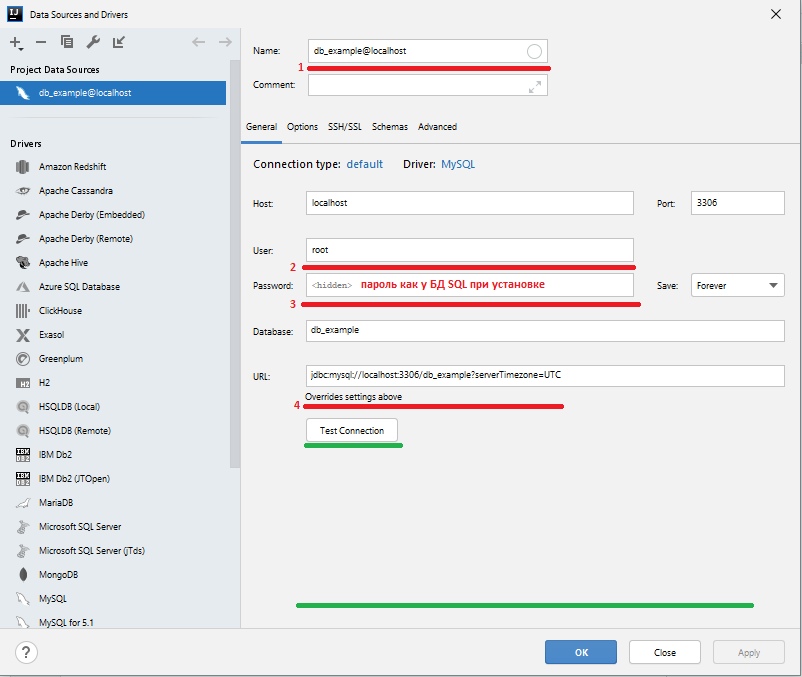 Data Sources and Drivers
Project Data Sources
db_example@localhost
Drivers
Amazon Redshift
Apache Cassandra
Apache Derby (Embedded)
Apache Derby (Remote)
Apache Hive
Azure SQL Database
ClickHouse
Exasol
Greenplum
H2
HSQLDB (Local)
HSQLDB (Remote)
IBM Db2
IBM Db2 (JTOpen)
MariaDB
Microsoft SQL Server
Microsoft SQL Server (jTds)
MongoDB
MySQL
MySQL for 5.1
Name: db_example@localhost
1
Comment:
General Options SSH/SSL Schemas Advanced
Connection type: default Driver: MySQL
Host: localhost Port: 3306
User: root
2
Password: <hidden> пароль как у БД SQL при установке Save: Forever
3
Database: db_example
URL: jdbc:mysql://localhost:3306/db_example?serverTimezone=UTC
Overrides settings above
4
Test Connection
? OK Close Apply